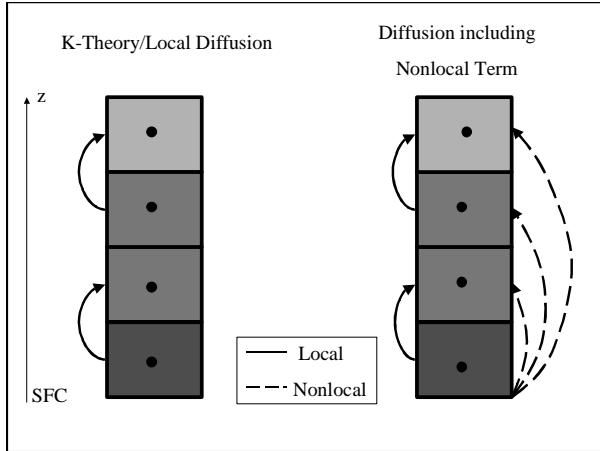 K-Theory/Local Diffusion
Diffusion including
Nonlocal Term
z
SFC
Local
Nonlocal